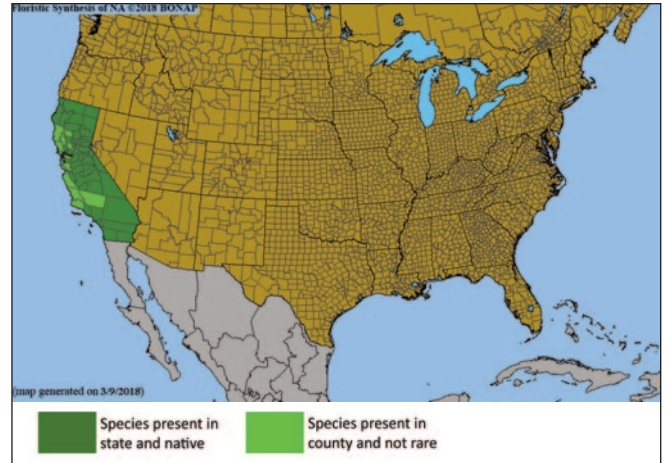 Floristic Synthesis of NA ©2018 BONAP
(map generated on 3/9/2018)
Species present in
state and native
Species present in
county and not rare